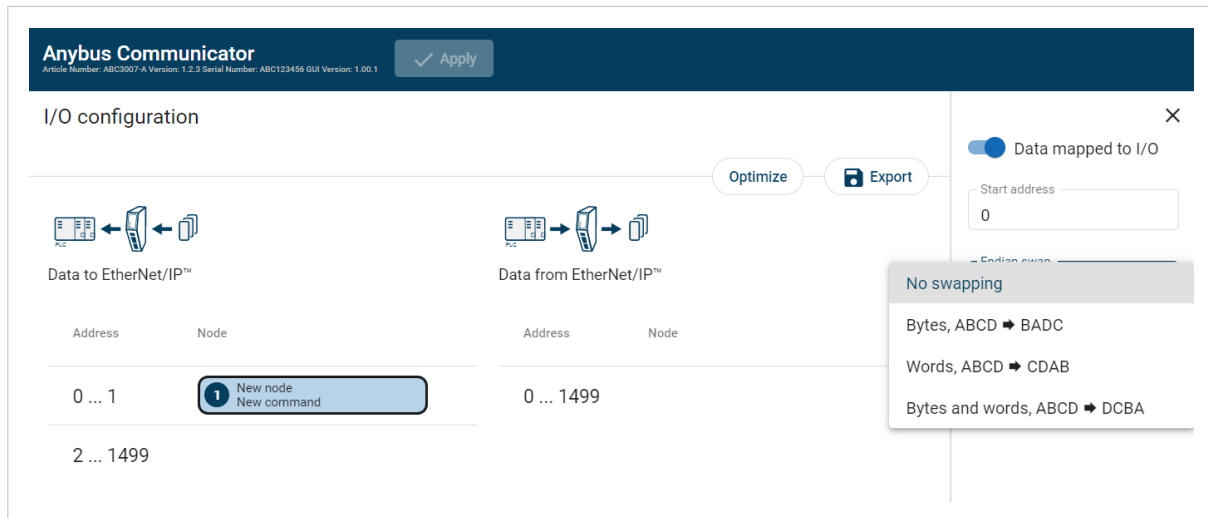 Anybus Communicator
Article Number: ABC3007-A Version: 1.2.3 Serial Number: ABC123456 GUI Version: 1.00.1
Apply
I/O configuration
Data mapped to I/O
Optimize
Export
Start address
0
PLC
PLC
Data to EtherNet/IP™
Data from EtherNet/IP™
Endian swap
No swapping
Bytes, ABCD ➡ BADC
Words, ABCD ➡ CDAB
Bytes and words, ABCD ➡ DCBA
Address Node
Address Node
0 ... 1
1
New node
New command
0 ... 1499
2 ... 1499